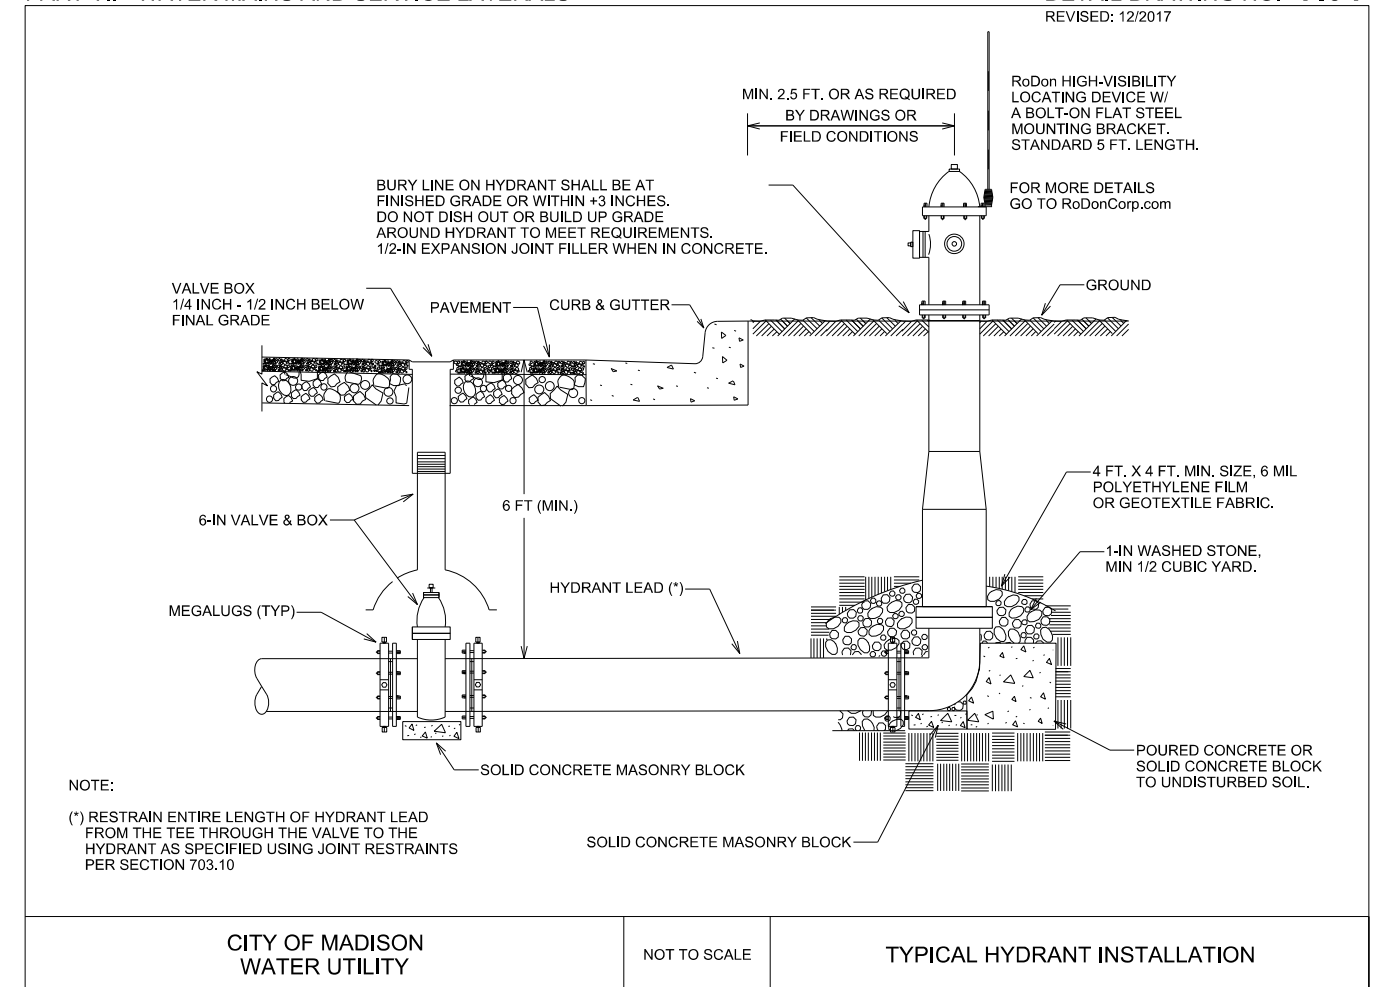 REVISED: 12/2017
MIN. 2.5 FT. OR AS REQUIRED
BY DRAWINGS OR
FIELD CONDITIONS
RoDon HIGH-VISIBILITY
LOCATING DEVICE W/
A BOLT-ON FLAT STEEL
MOUNTING BRACKET.
STANDARD 5 FT. LENGTH.
FOR MORE DETAILS
GO TO RoDonCorp.com
BURY LINE ON HYDRANT SHALL BE AT
FINISHED GRADE OR WITHIN +3 INCHES.
DO NOT DISH OUT OR BUILD UP GRADE
AROUND HYDRANT TO MEET REQUIREMENTS.
1/2-IN EXPANSION JOINT FILLER WHEN IN CONCRETE.
VALVE BOX
1/4 INCH - 1/2 INCH BELOW
FINAL GRADE
PAVEMENT
CURB & GUTTER
GROUND
4 FT. X 4 FT. MIN. SIZE, 6 MIL
POLYETHYLENE FILM
OR GEOTEXTILE FABRIC.
6-IN VALVE & BOX
6 FT (MIN.)
1-IN WASHED STONE,
MIN 1/2 CUBIC YARD.
HYDRANT LEAD (*)
MEGALUGS (TYP)
POURED CONCRETE OR
SOLID CONCRETE BLOCK
TO UNDISTURBED SOIL.
SOLID CONCRETE MASONRY BLOCK
SOLID CONCRETE MASONRY BLOCK
NOTE:
(*) RESTRAIN ENTIRE LENGTH OF HYDRANT LEAD
FROM THE TEE THROUGH THE VALVE TO THE
HYDRANT AS SPECIFIED USING JOINT RESTRAINTS
PER SECTION 703.10
CITY OF MADISON
WATER UTILITY
NOT TO SCALE
TYPICAL HYDRANT INSTALLATION